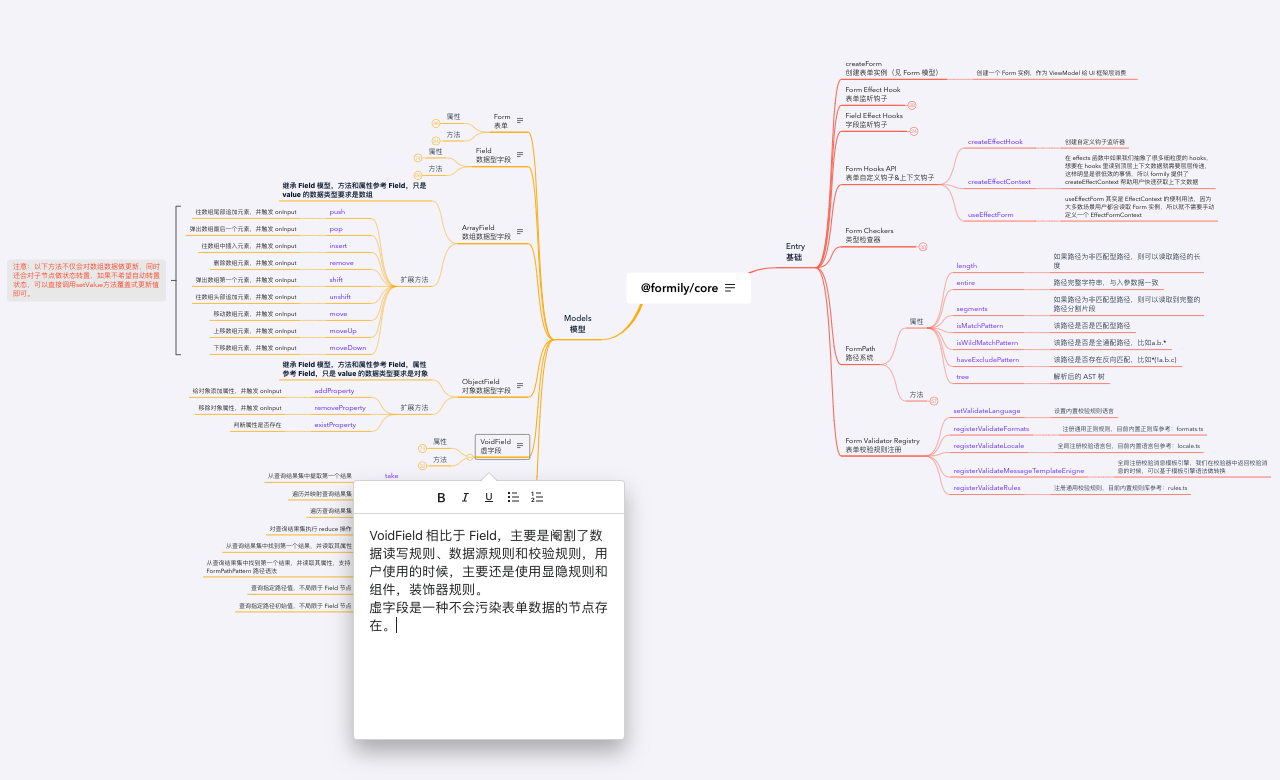 @formily/core
Entry
基础
createForm
创建表单实例（见 Form 模型）
创建一个 Form 实例，作为 ViewModel 给 UI 框架层消费
Form Effect Hook
表单监听钩子
Field Effect Hooks
字段监听钩子
Form Hooks API
表单自定义钩子&上下文钩子
createEffectHook
创建自定义钩子监听器
createEffectContext
在 effects 函数中如果我们抽象了很多细粒度的 hooks,
想要在 hooks 里读到顶层上下文数据就需要层层传递,
这样明显是很低效的事情，所以 formily 提供了
createEffectContext 帮助用户快速获取上下文数据
useEffectForm
useEffectForm 其实是 EffectContext 的便利用法，因为
大多数场景用户都会读取 Form 实例，所以就不需要手动
定义一个 EffectFormContext
Form Checkers
类型检查器
FormPath
路径系统
属性
length
如果路径为非匹配型路径，则可以读取路径的长
度
entire
路径完整字符串，与入参数据一致
segments
如果路径为非匹配型路径，则可以读取到完整的
路径分割片段
isMatchPattern
该路径是否是匹配型路径
isWildMatchPattern
该路径是否是全通配路径，比如a.b.*
haveExcludePattern
该路径是否存在反向匹配，比如*(!a.b.c)
tree
解析后的 AST 树
方法
Form Validator Registry
表单校验规则注册
setValidateLanguage
设置内置校验规则语言
registerValidateFormats
注册通用正则规则，目前内置正则库参考：formats.ts
registerValidateLocale
全局注册校验语言包，目前内置语言包参考：locale.ts
registerValidateMessageTemplateEnigne
全局注册校验消息模板引擎，我们在校验器中返回校验消
息的时候，可以基于模板引擎语法做转换
registerValidateRules
注册通用校验规则，目前内置规则库参考：rules.ts
Models
模型
Form
表单
属性
方法
Field
数据型字段
属性
方法
ArrayField
数组数据型字段
继承 Field 模型，方法和属性参考 Field，只是
value 的数据类型要求是数组
扩展方法
push
往数组尾部追加元素，并触发 onInput
pop
弹出数组最后一个元素，并触发 onInput
insert
往数组中插入元素，并触发 onInput
remove
删除数组元素，并触发 onInput
shift
弹出数组第一个元素，并触发 onInput
unshift
往数组头部追加元素，并触发 onInput
move
移动数组元素，并触发 onInput
moveUp
上移数组元素，并触发 onInput
moveDown
下移数组元素，并触发 onInput
注意：以下方法不仅会对数组数据做更新，同时
还会对子节点做状态转置，如果不希望自动转置
状态，可以直接调用setValue方法覆盖式更新值
即可。
ObjectField
对象数据型字段
继承 Field 模型，方法和属性参考 Field，属性
参考 Field，只是 value 的数据类型要求是对象
扩展方法
addProperty
给对象添加属性，并触发 onInput
removeProperty
移除对象属性，并触发 onInput
existProperty
判断属性是否存在
VoidField
虚字段
属性
方法
take
从查询结果集中提取第一个结果
遍历并映射查询结果集
遍历查询结果集
对查询结果集执行 reduce 操作
从查询结果集中找到第一个结果，并读取其属性
从查询结果集中找到第一个结果，并读取其属性，支持
FormPathPattern 路径语法
查询指定路径值，不局限于 Field 节点
查询指定路径初始值，不局限于 Field 节点
B I U
VoidField 相比于 Field，主要是阉割了数
据读写规则、数据源规则和校验规则，用
户使用的时候，主要还是使用显隐规则和
组件，装饰器规则。
虚字段是一种不会污染表单数据的节点存
在。